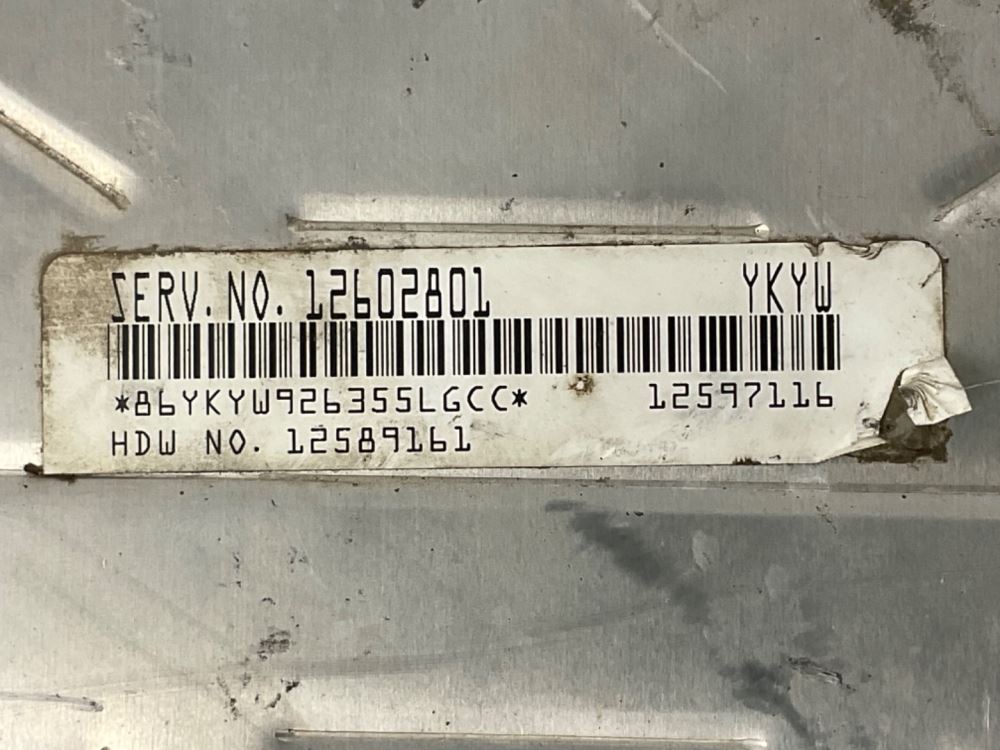 SERV. NO. 12602801 YKYW
*86YKYW926355LGCC* 12597116
HDW NO. 12589161